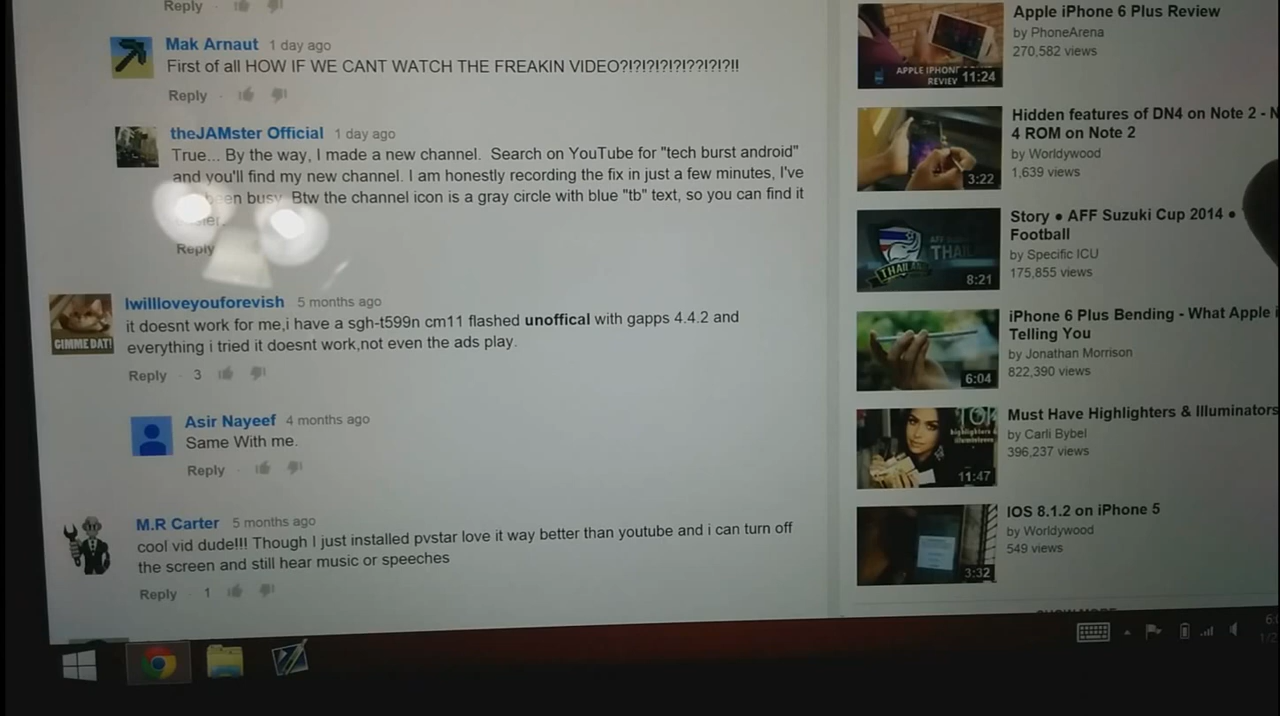 Reply
Mak Arnaut 1 day ago
First of all HOW IF WE CANT WATCH THE FREAKIN VIDEO?!?!?!?!?!??!?!?!!
Reply
theJAMster Official 1 day ago
True... By the way, I made a new channel. Search on YouTube for "tech burst android"
and you'll find my new channel. I am honestly recording the fix in just a few minutes, I've
busy. Btw the channel icon is a gray circle with blue "tb" text, so you can find it
Reply
Iwillloveyouforevish 5 months ago
it doesnt work for me,i have a sgh-t599n cm11 flashed unoffical with gapps 4.4.2 and
everything i tried it doesnt work,not even the ads play.
GIMME DAT!
Reply · 3
Asir Nayeef 4 months ago
Same With me.
Reply
M.R Carter 5 months ago
cool vid dude!!! Though I just installed pvstar love it way better than youtube and i can turn off
the screen and still hear music or speeches
Reply · 1
Apple iPhone 6 Plus Review
by PhoneArena
270,582 views
APPLE IPHONE
REVIEW
11:24
Hidden features of DN4 on Note 2 - N
4 ROM on Note 2
by Worldywood
1,639 views
3:22
Story ● AFF Suzuki Cup 2014 ●
Football
by Specific ICU
175,855 views
8:21
iPhone 6 Plus Bending - What Apple i
Telling You
by Jonathan Morrison
822,390 views
6:04
Must Have Highlighters & Illuminators
by Carli Bybel
396,237 views
11:47
IOS 8.1.2 on iPhone 5
by Worldywood
549 views
3:32